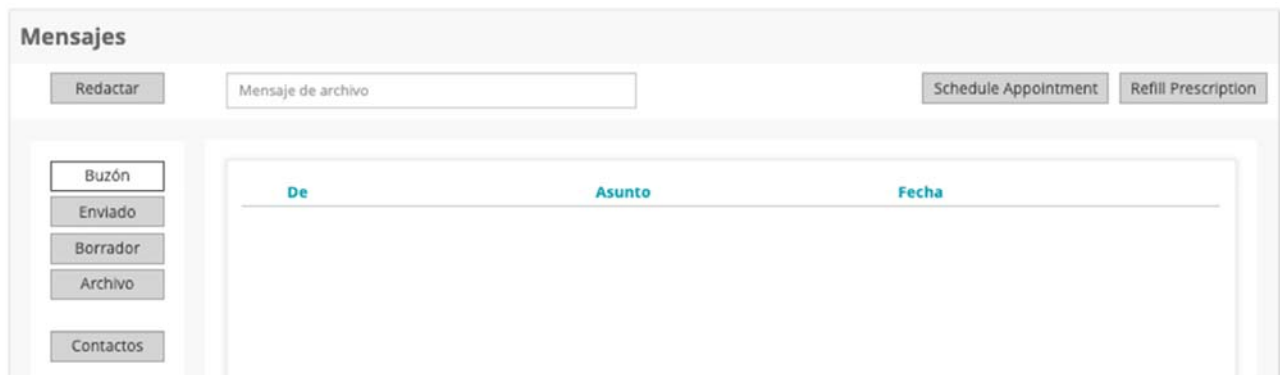 Mensajes
Redactar
Mensaje de archivo
Schedule Appointment
Refill Prescription
Buzón
Enviado
Borrador
Archivo
Contactos
De Asunto Fecha